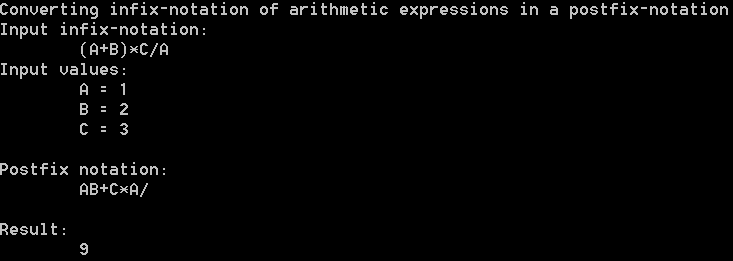 Converting infix-notation of arithmetic expressions in a postfix-notation
Input infix-notation:
(A+B)*C/A
Input values:
A = 1
B = 2
C = 3
Postfix notation:
AB+C*A/
Result:
9